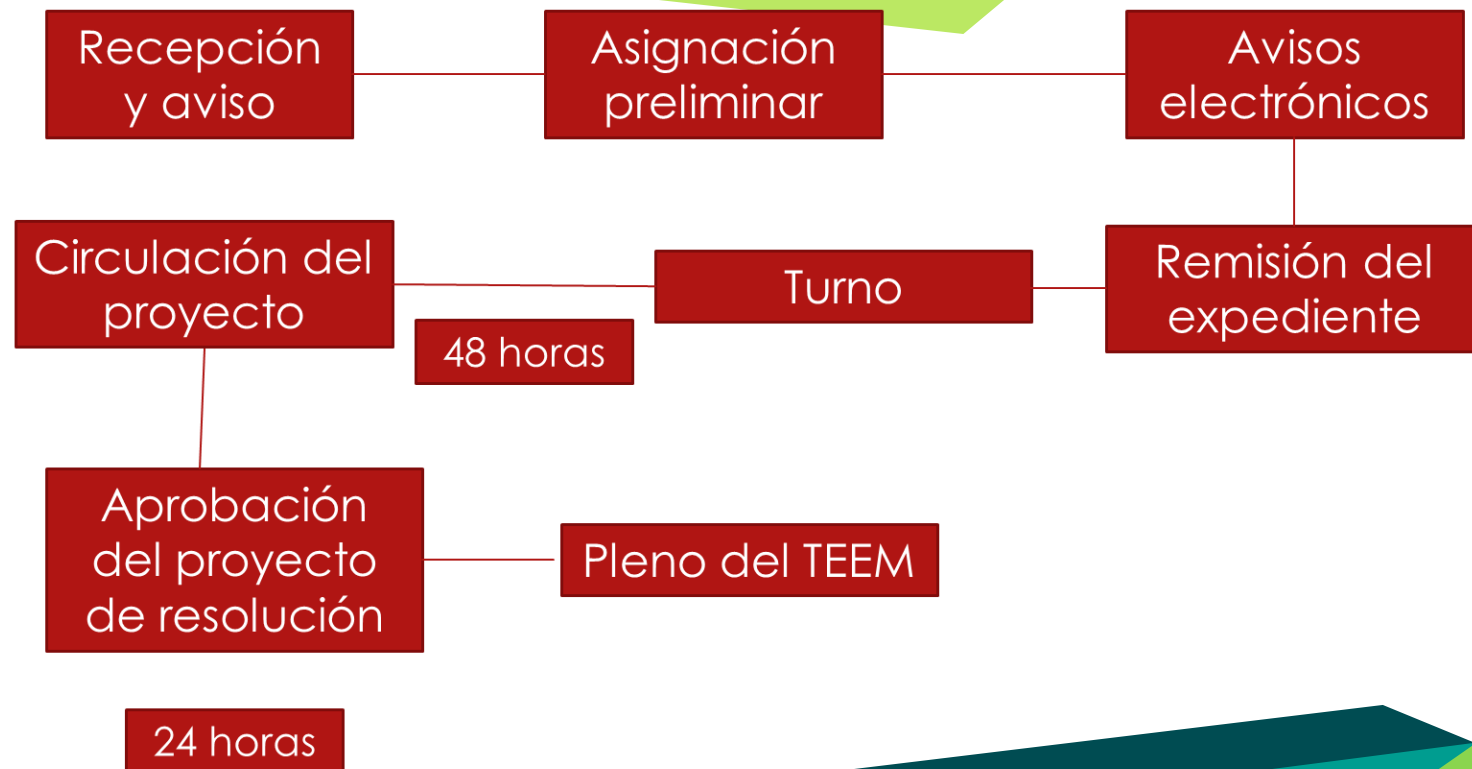 Recepción
y aviso
Asignación
preliminar
Avisos
electrónicos
Circulación del
proyecto
Turno
Remisión del
expediente
48 horas
Aprobación
del proyecto
de resolución
Pleno del TEEM
24 horas